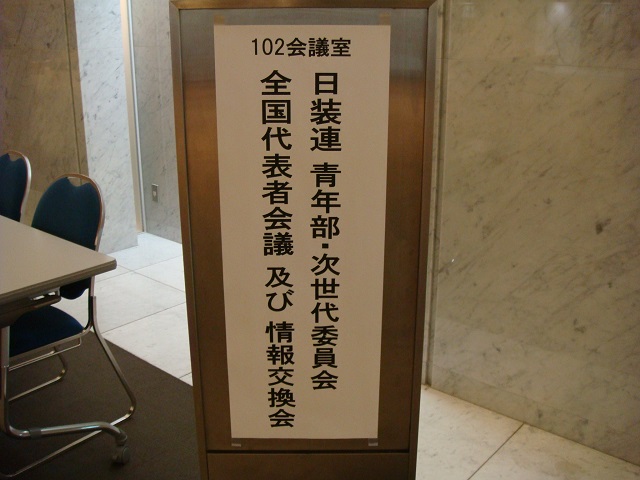 102会議室
日装連 青年部・次世代委員会
全国代表者会議 及び 情報交換会